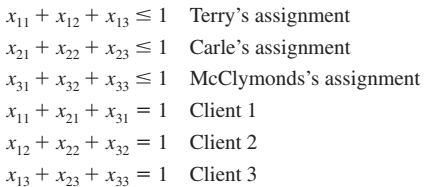 x₁₁ + x₁₂ + x₁₃ ≤ 1 Terry's assignment
x₂₁ + x₂₂ + x₂₃ ≤ 1 Carle's assignment
x₃₁ + x₃₂ + x₃₃ ≤ 1 McClymonds's assignment
x₁₁ + x₂₁ + x₃₁ = 1 Client 1
x₁₂ + x₂₂ + x₃₂ = 1 Client 2
x₁₃ + x₂₃ + x₃₃ = 1 Client 3